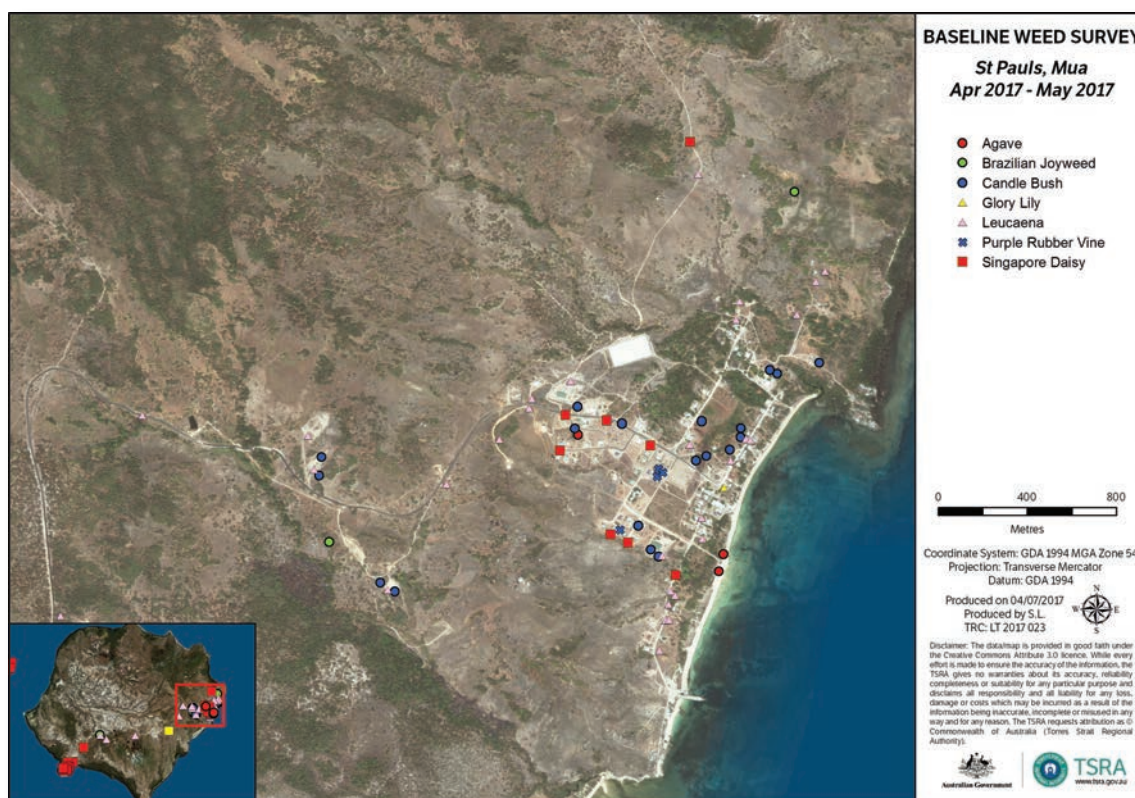 BASELINE WEED SURVEY
St Pauls, Mua
Apr 2017 - May 2017
Agave
Brazilian Joyweed
Candle Bush
Glory Lily
Leucaena
Purple Rubber Vine
Singapore Daisy
0 400 800
Metres
Coordinate System: GDA 1994 MGA Zone 54
Projection: Transverse Mercator
Datum: GDA 1994
Produced on 04/07/2017
Produced by S.L.
TRC: LT 2017 023
N
W E
S
Disclaimer: The data/map is provided in good faith under
the Creative Commons Attribute 3.0 licence. While every
effort is made to ensure the accuracy of the information, the
TSRA gives no warranties about its accuracy, reliability
completeness or suitability for any particular purpose and
disclaims all responsibility and all liability for any loss,
damage or costs which may be incurred as a result of the
information being inaccurate, incomplete or misused in any
way and for any reason. The TSRA requests attribution as ©
Commonwealth of Australia (Torres Strait Regional
Authority).
Australian Government
TSRA
www.tsra.gov.au